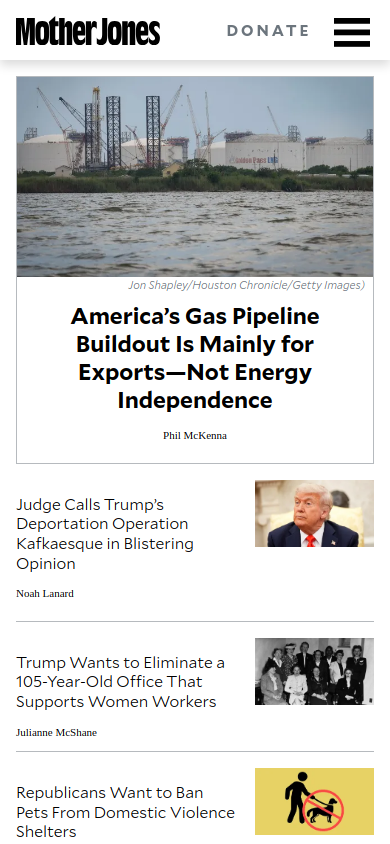 Mother Jones
DONATE
Jon Shapley/Houston Chronicle/Getty Images)
America's Gas Pipeline
Buildout Is Mainly for
Exports—Not Energy
Independence
Phil McKenna
Judge Calls Trump's
Deportation Operation
Kafkaesque in Blistering
Opinion
Noah Lanard
Trump Wants to Eliminate a
105-Year-Old Office That
Supports Women Workers
Julianne McShane
Republicans Want to Ban
Pets From Domestic Violence
Shelters